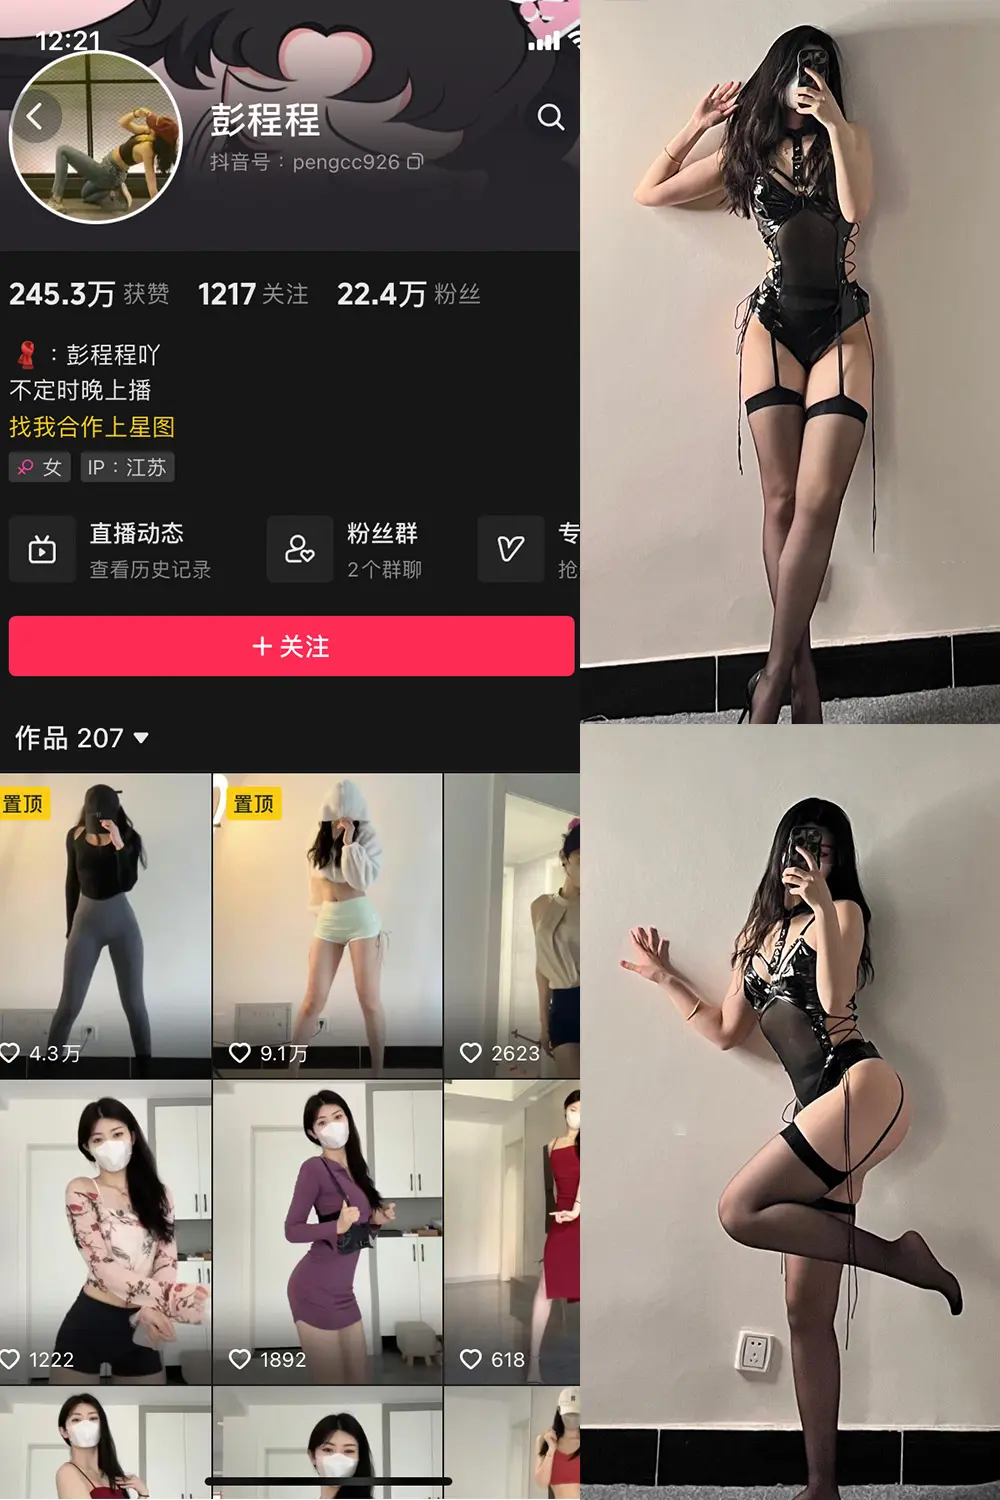 12:21
彭程程
抖音号：pengcc926
245.3万 获赞 1217 关注 22.4万 粉丝
：彭程程吖
不定时晚上播
找我合作上星图
女 IP：江苏
直播动态 粉丝群 专
查看历史记录 2个群聊 抢
+ 关注
作品 207
置顶 置顶
4.3万 9.1万 2623
1222 1892 618